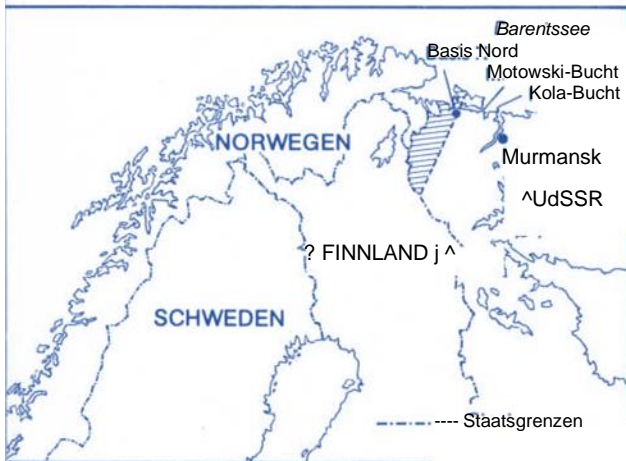 Barentssee
Basis Nord
Motowski-Bucht
Kola-Bucht
NORWEGEN
Murmansk
^UdSSR
? FINNLAND j ^
SCHWEDEN
---- Staatsgrenzen